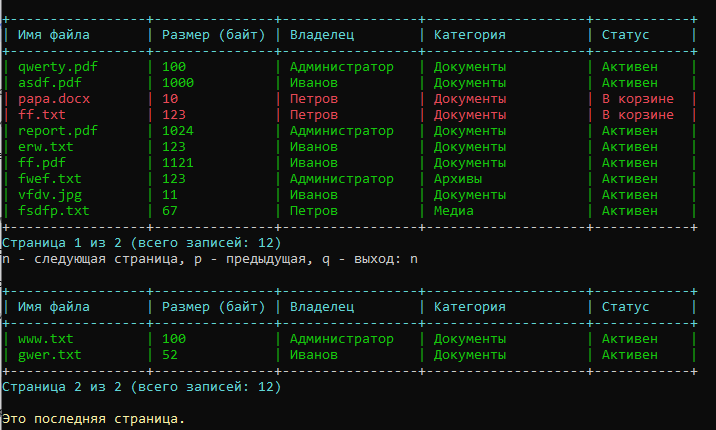 +-----------------+---------------+-----------------+--------------------+------------+
| Имя файла | Размер (байт) | Владелец | Категория | Статус |
+-----------------+---------------+-----------------+--------------------+------------+
| qwerty.pdf | 100 | Администратор | Документы | Активен |
| asdf.pdf | 1000 | Иванов | Документы | Активен |
| papa.docx | 10 | Петров | Документы | В корзине |
| ff.txt | 123 | Петров | Документы | В корзине |
| report.pdf | 1024 | Администратор | Документы | Активен |
| erw.txt | 123 | Иванов | Документы | Активен |
| ff.pdf | 1121 | Иванов | Документы | Активен |
| fwef.txt | 123 | Администратор | Архивы | Активен |
| vfdv.jpg | 11 | Иванов | Документы | Активен |
| fsdfp.txt | 67 | Петров | Медиа | Активен |
+-----------------+---------------+-----------------+--------------------+------------+
Страница 1 из 2 (всего записей: 12)
n - следующая страница, p - предыдущая, q - выход: n
+-----------------+---------------+-----------------+--------------------+------------+
| Имя файла | Размер (байт) | Владелец | Категория | Статус |
+-----------------+---------------+-----------------+--------------------+------------+
| www.txt | 100 | Администратор | Документы | Активен |
| gwer.txt | 52 | Иванов | Документы | Активен |
+-----------------+---------------+-----------------+--------------------+------------+
Страница 2 из 2 (всего записей: 12)
Это последняя страница.